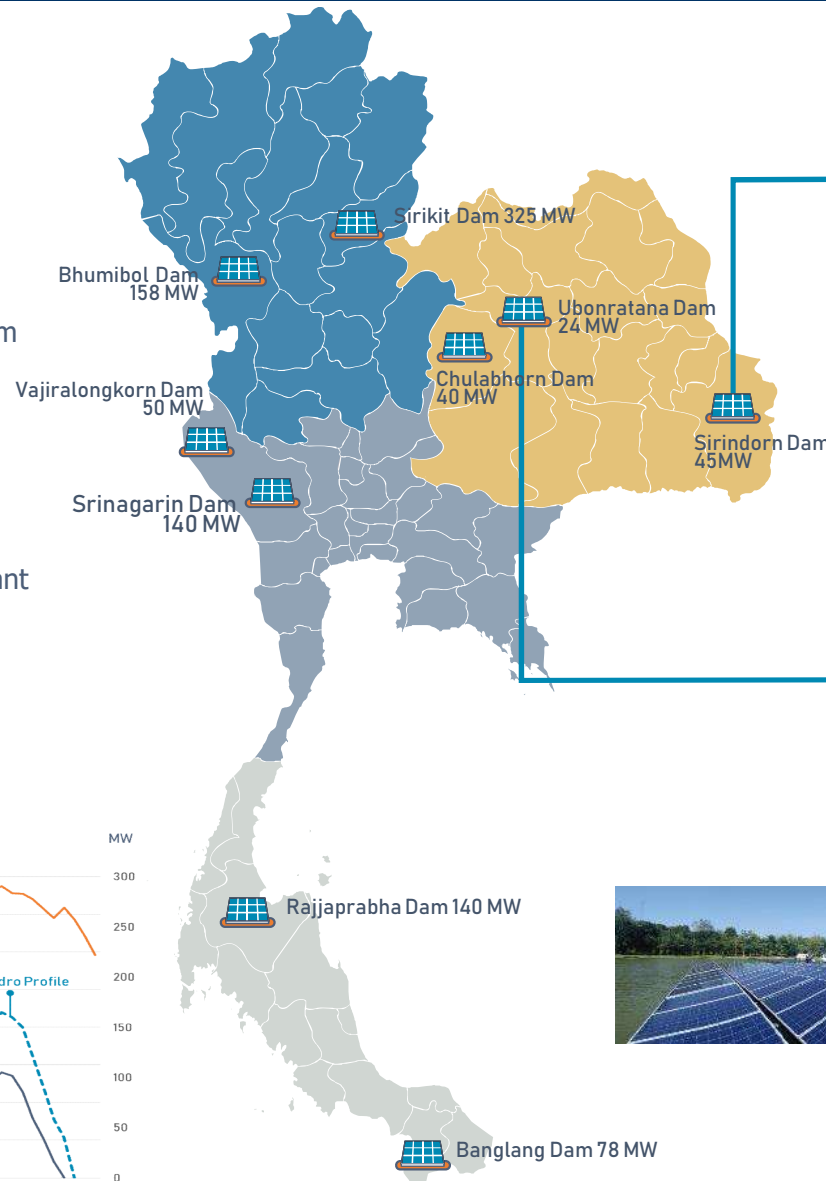 Sirikit Dam 325 MW
Bhumibol Dam
158 MW
Ubonratana Dam
24 MW
Chulabhorn Dam
40 MW
Vajiralongkorn Dam
50 MW
Sirindorn Dam
45MW
Srinagarin Dam
140 MW
MW
300
250
200
150
100
50
0
dro Profile
Rajjaprabha Dam 140 MW
Banglang Dam 78 MW